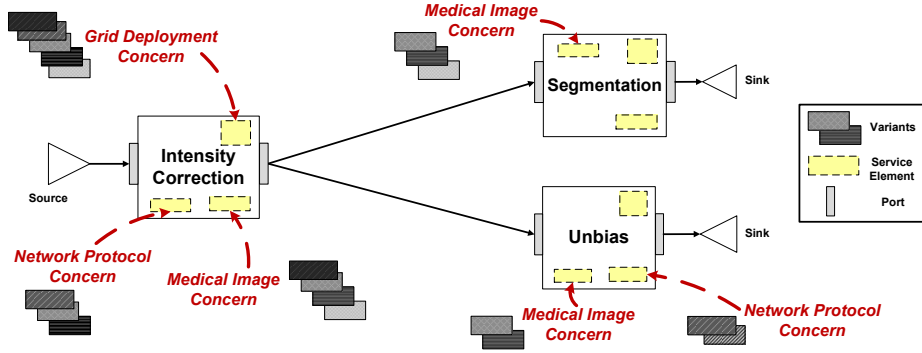 Medical Image
Concern
Grid Deployment
Concern
Segmentation
Sink
Variants
Service
Element
Port
Intensity
Correction
Source
Unbias
Sink
Network Protocol
Concern
Medical Image
Concern
Medical Image
Concern
Network Protocol
Concern